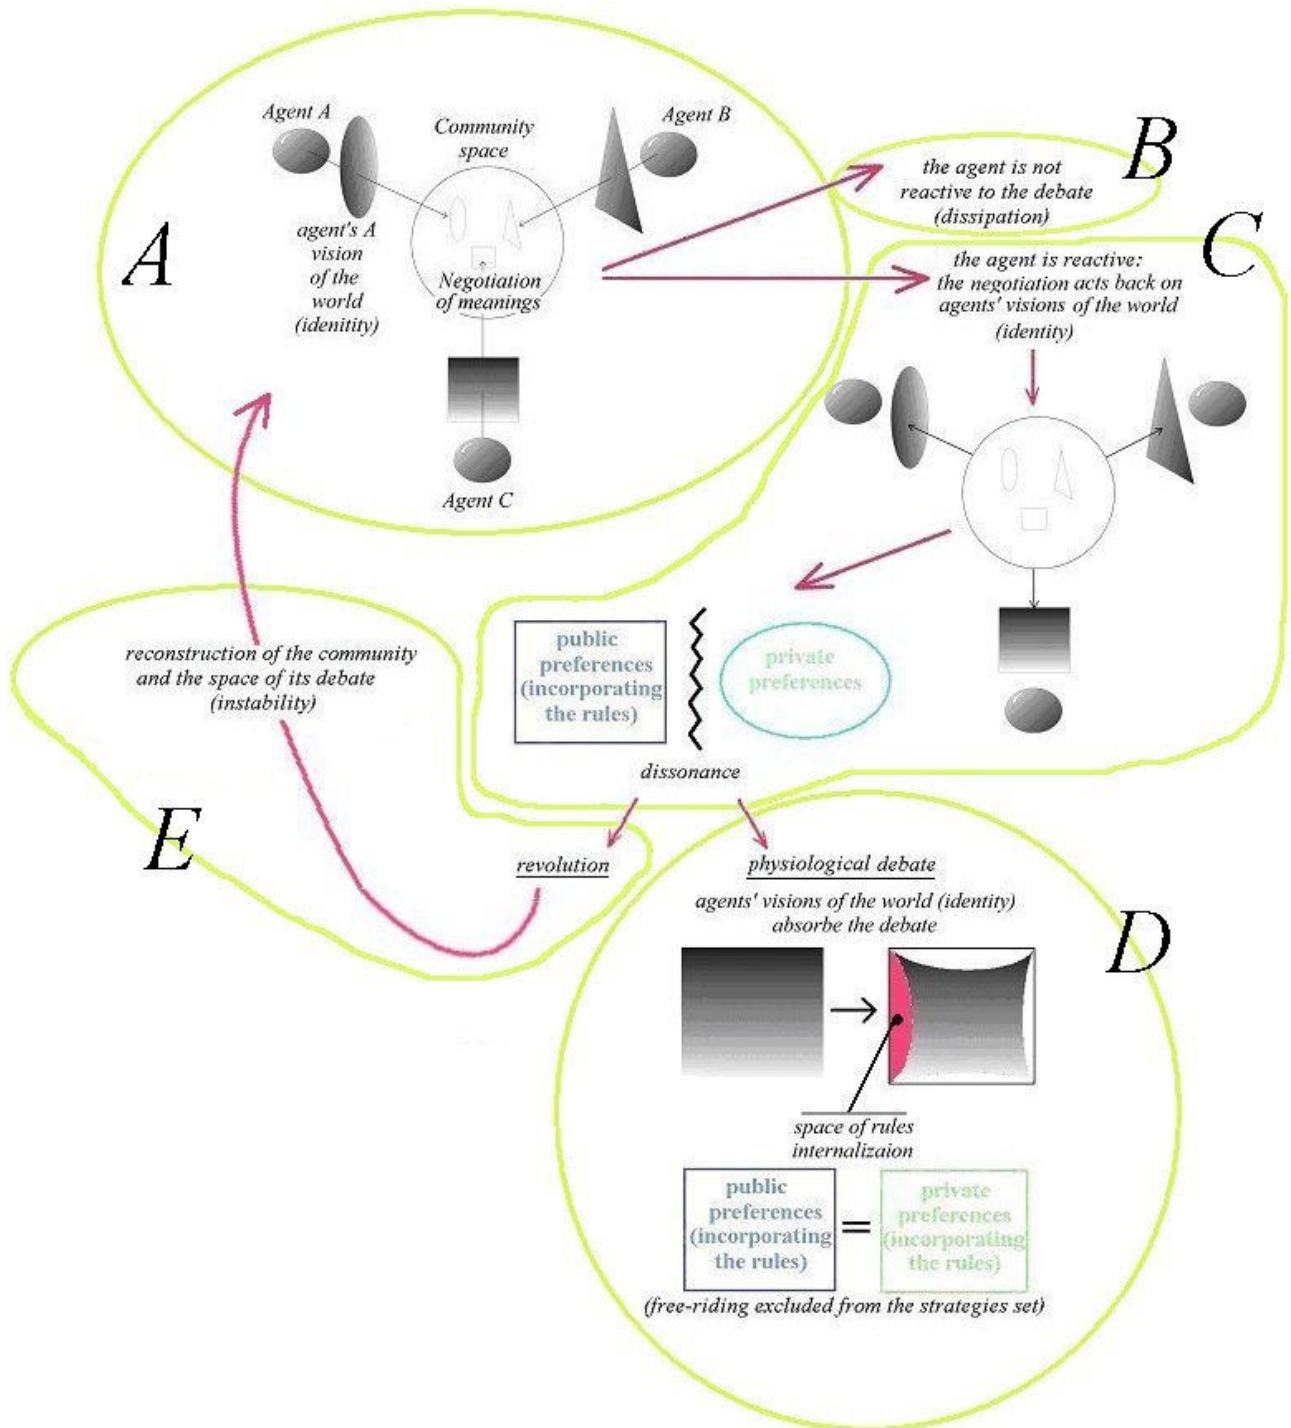 Agent A
Agent B
Community
space
A
agent's A
vision
of the
world
(idenitity)
Negotiation
of meanings
Agent C
B
the agent is not
reactive to the debate
(dissipation)
C
the agent is reactive:
the negotiation acts back on
agents' visions of the world
(identity)
public
preferences
(incorporating
the rules)
private
preferences
dissonance
reconstruction of the community
and the space of its debate
(instability)
E
revolution
physiological debate
agents' visions of the world (identity)
absorbe the debate
D
space of rules
internalizaion
public
preferences
(incorporating
the rules)
=
private
preferences
(incorporating
the rules)
(free-riding excluded from the strategies set)